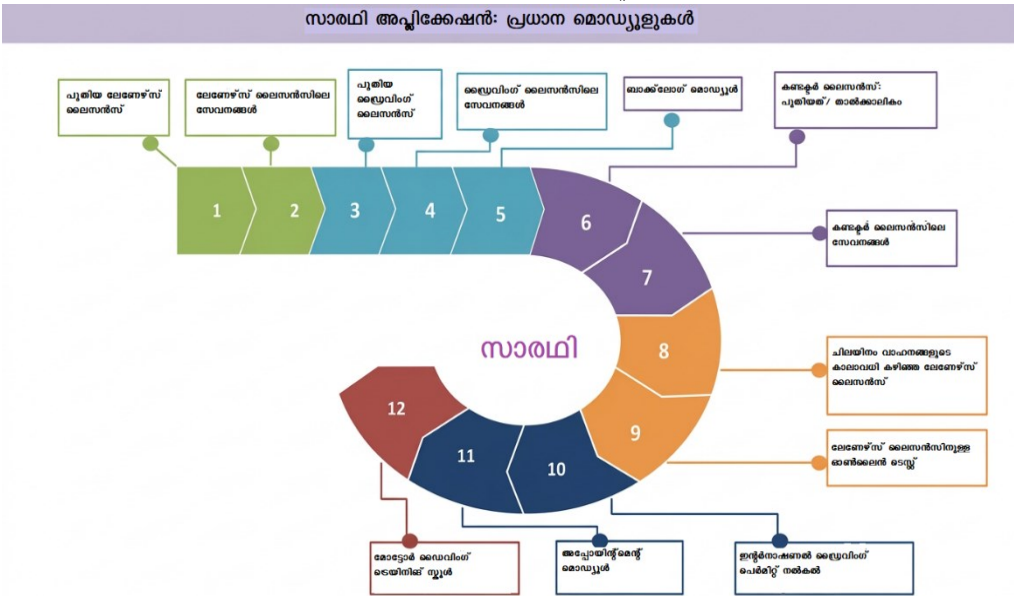 സാരഥി അപ്ലിക്കേഷൻ: പ്രധാന മൊഡ്യൂളുകൾ
പുതിയ ലേണേഴ്സ്
ലൈസൻസ്
ലേണേഴ്സ് ലൈസൻസിലെ
സേവനങ്ങൾ
പുതിയ
ഡ്രൈവിംഗ്
ലൈസൻസ്
ഡ്രൈവിംഗ് ലൈസൻസിലെ
സേവനങ്ങൾ
ബാക്ക്ലോഗ് മൊഡ്യൂൾ
കണ്ടക്ടർ ലൈസൻസ്:
പുതിയത്/ താൽക്കാലികം
1
2
3
4
5
6
7
കണ്ടക്ടർ ലൈസൻസിലെ
സേവനങ്ങൾ
സാരഥി
8
ചിലയിനം വാഹനങ്ങളുടെ
കാലാവധി കഴിഞ്ഞ ലേണേഴ്സ്
ലൈസൻസ്
9
ലേണേഴ്സ് ലൈസൻസിനുള്ള
ഓൺലൈൻ ടെസ്റ്റ്
12
11
10
മോട്ടോർ ഡൈവിംഗ്
ടെയിനിങ് സ്കൂൾ
അപ്പോയിന്റ്മെന്റ്
മൊഡ്യൂൾ
ഇന്റർനാഷണൽ ഡ്രൈവിംഗ്
പെർമിറ്റ് നൽകൽ